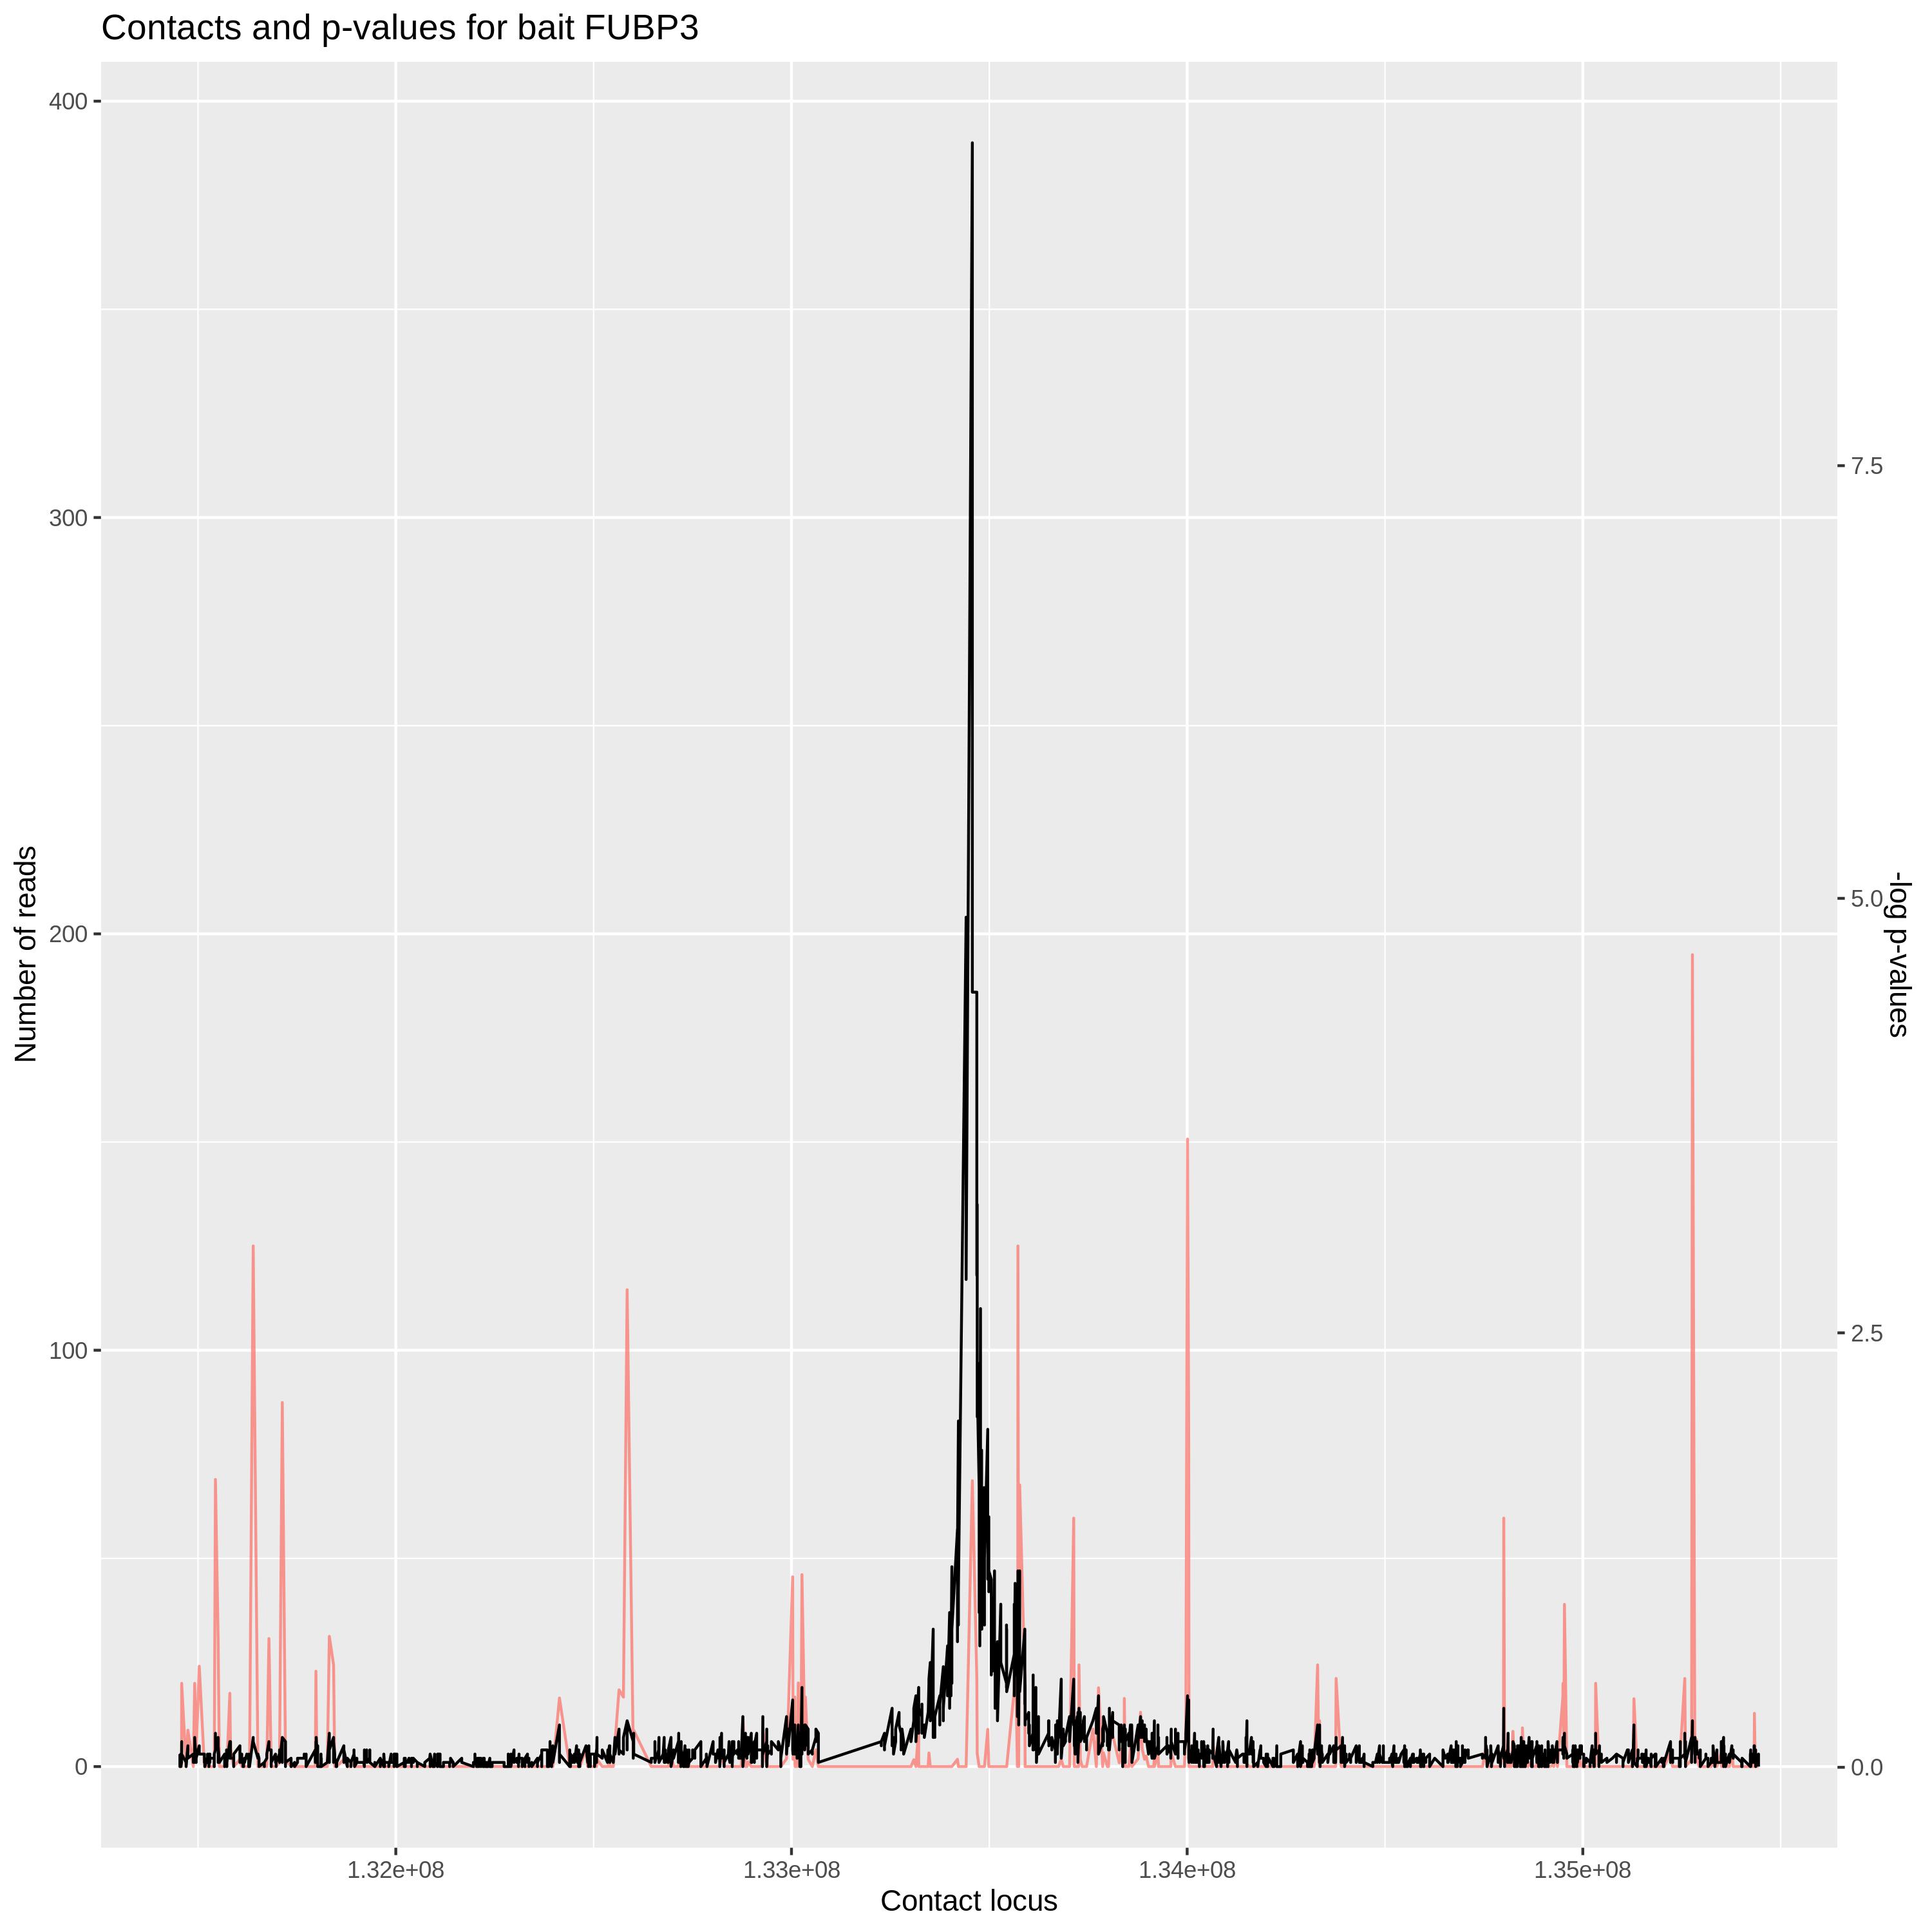 Contacts and p-values for bait FUBP3
400
300
200
100
0
Number of reads
7.5
5.0
2.5
0.0
-log p-values
1.32e+08
1.33e+08
1.34e+08
1.35e+08
Contact locus